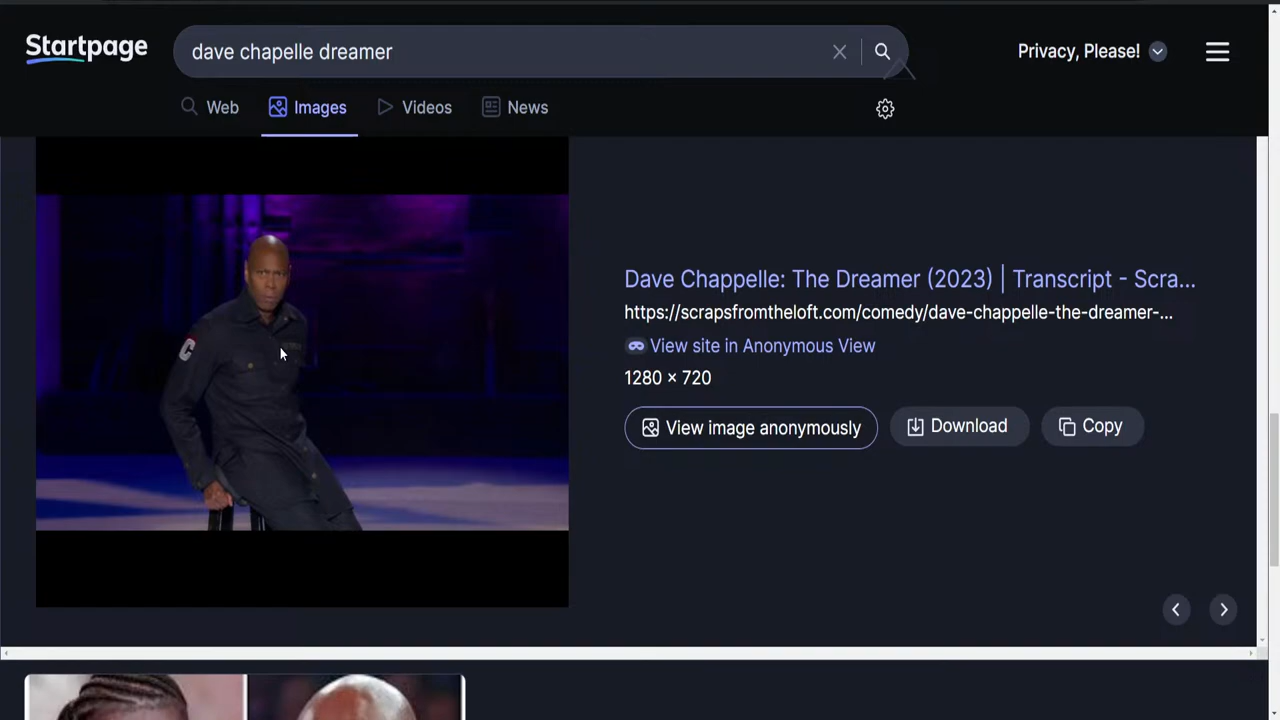 Startpage
dave chapelle dreamer
Privacy, Please!
Web
Images
Videos
News
Dave Chappelle: The Dreamer (2023) | Transcript - Scra...
https://scrapsfromtheloft.com/comedy/dave-chappelle-the-dreamer-...
View site in Anonymous View
1280 × 720
View image anonymously
Download
Copy
C